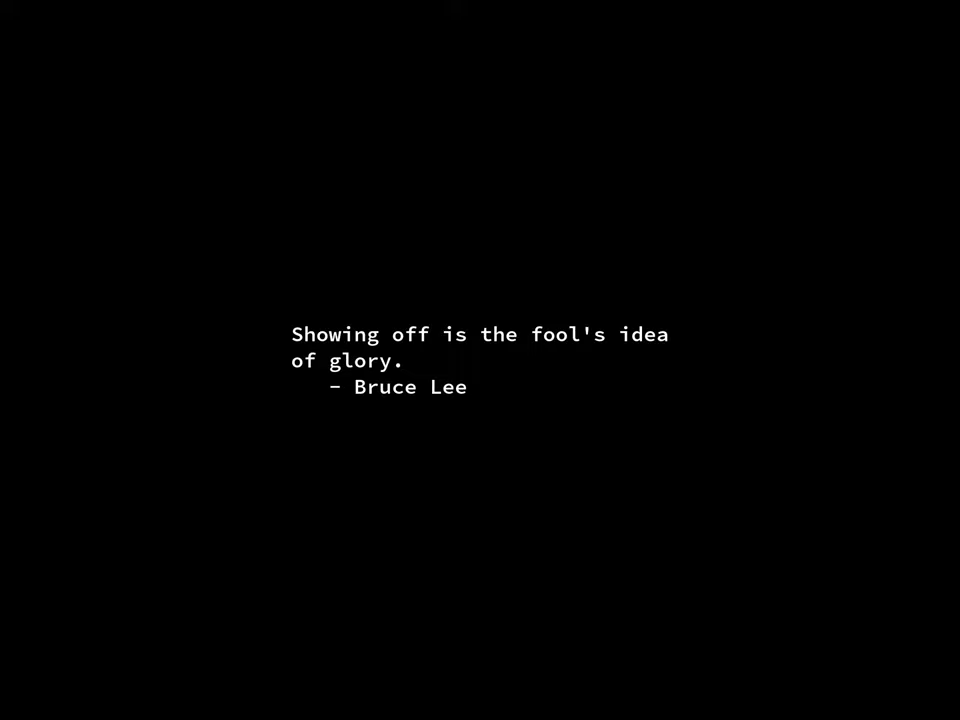 Showing off is the fool's idea
of glory.
– Bruce Lee